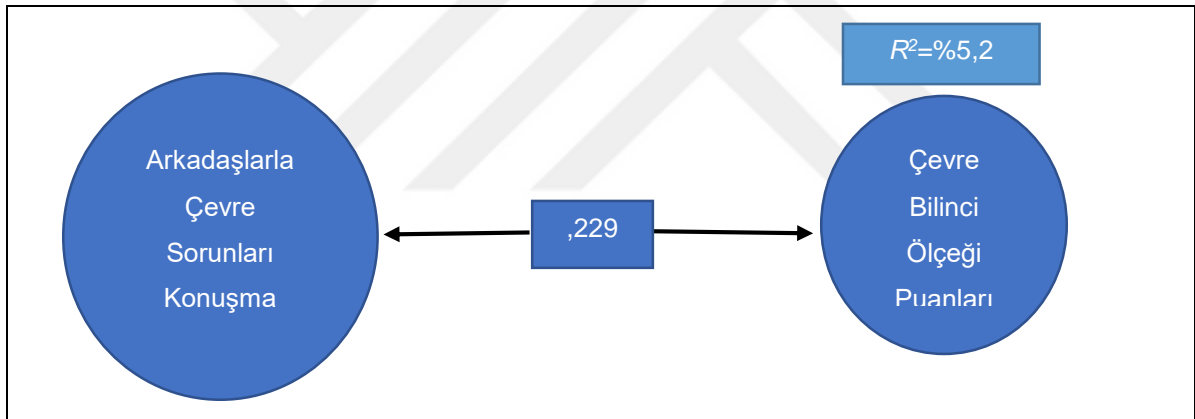 R²=%5,2
Arkadaşlarla
Çevre
Sorunları
Konuşma
,229
Çevre
Bilinci
Ölçeği
Puanları